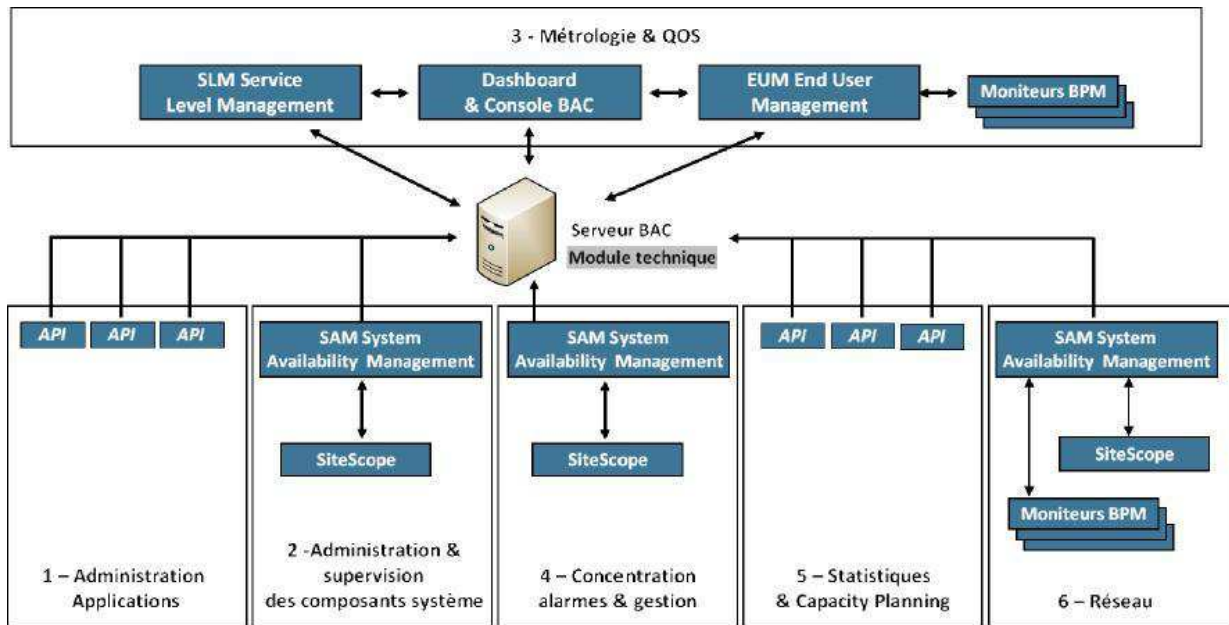 3 - Métrologie & QOS
SLM Service
Level Management
Dashboard
& Console BAC
EUM End User
Management
Moniteurs BPM
Serveur BAC
Module technique
API
API
API
1 – Administration
Applications
SAM System
Availability Management
SiteScope
2 -Administration &
supervision
des composants système
SAM System
Availability Management
SiteScope
4 – Concentration
alarmes & gestion
API
API
API
5 – Statistiques
& Capacity Planning
SAM System
Availability Management
SiteScope
Moniteurs BPM
6 – Réseau